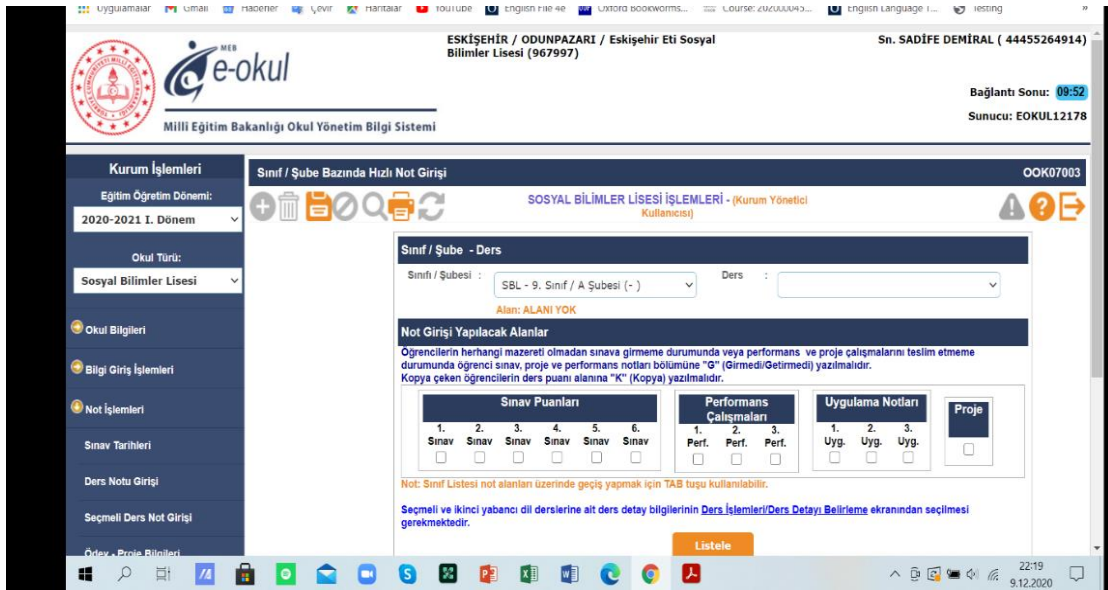 Uygulamalar Gmail Haberler Çevir Haritalar YouTube English File 4e Oxford Bookworms... Course: 202000045... English Language T... Testing »
ESKİŞEHİR / ODUNPAZARI / Eskişehir Eti Sosyal
Bilimler Lisesi (967997)
Sn. SADİFE DEMİRAL ( 44455264914)
MEB
e-okul
Bağlantı Sonu: 09:52
Sunucu: EOKUL12178
Milli Eğitim Bakanlığı Okul Yönetim Bilgi Sistemi
Kurum İşlemleri
Sınıf / Şube Bazında Hızlı Not Girişi
OOK07003
Eğitim Öğretim Dönemi:
2020-2021 I. Dönem
SOSYAL BİLİMLER LİSESİ İŞLEMLERİ - (Kurum Yönetici
Kullanıcısı)
Okul Türü:
Sosyal Bilimler Lisesi
Sınıf / Şube - Ders
Sınıfı / Şubesi :
SBL - 9. Sınıf / A Şubesi (- )
Ders :
Alan: ALANI YOK
Okul Bilgileri
Bilgi Giriş İşlemleri
Not İşlemleri
Sınav Tarihleri
Ders Notu Girişi
Seçmeli Ders Not Girişi
Ödev - Proje Bilgileri
Not Girişi Yapılacak Alanlar
Öğrencilerin herhangi mazereti olmadan sınava girmeme durumunda veya performans ve proje çalışmalarını teslim etmeme
durumunda öğrenci sınav, proje ve performans notları bölümüne "G" (Girmedi/Getirmedi) yazılmalıdır.
Kopya çeken öğrencilerin ders puanı alanına "K" (Kopya) yazılmalıdır.
Sınav Puanları
1. 2. 3. 4. 5. 6.
Sınav Sınav Sınav Sınav Sınav Sınav
Performans
Çalışmaları
1. 2. 3.
Perf. Perf. Perf.
Uygulama Notları
1. 2. 3.
Uyg. Uyg. Uyg.
Proje
Not: Sınıf Listesi not alanları üzerinde geçiş yapmak için TAB tuşu kullanılabilir.
Seçmeli ve ikinci yabancı dil derslerine ait ders detay bilgilerinin Ders İşlemleri/Ders Detayı Belirleme ekranından seçilmesi
gerekmektedir.
Listele
22:19
9.12.2020